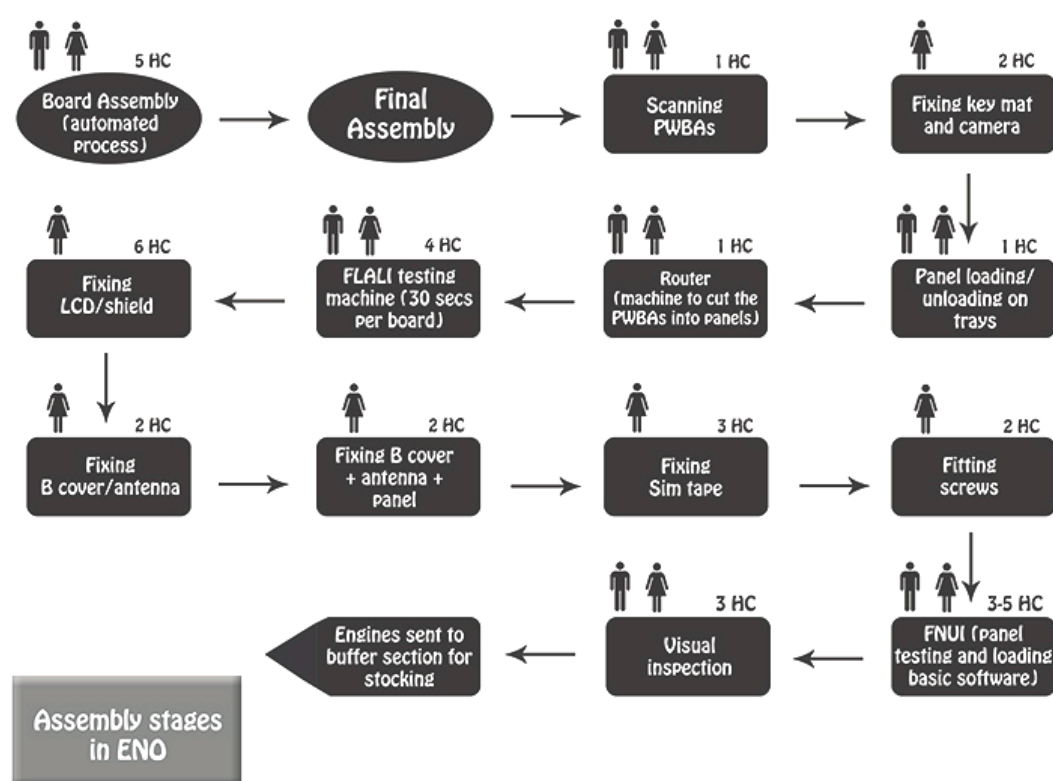 5 HC
Board Assembly
(automated
process)
Final
Assembly
1 HC
Scanning
PWBAs
2 HC
Fixing key mat
and camera
1 HC
Panel loading/
unloading on
trays
1 HC
Router
(machine to cut the
PWBAs into panels)
4 HC
FLALI testing
machine (30 secs
per board)
6 HC
Fixing
LCD/shield
2 HC
Fixing
B cover/antenna
2 HC
Fixing B cover
+ antenna +
panel
3 HC
Fixing
Sim tape
2 HC
Fitting
screws
3-5 HC
FNUI (panel
testing and loading
basic software)
3 HC
Visual
inspection
Engines sent to
buffer section for
stocking
Assembly stages
in ENO